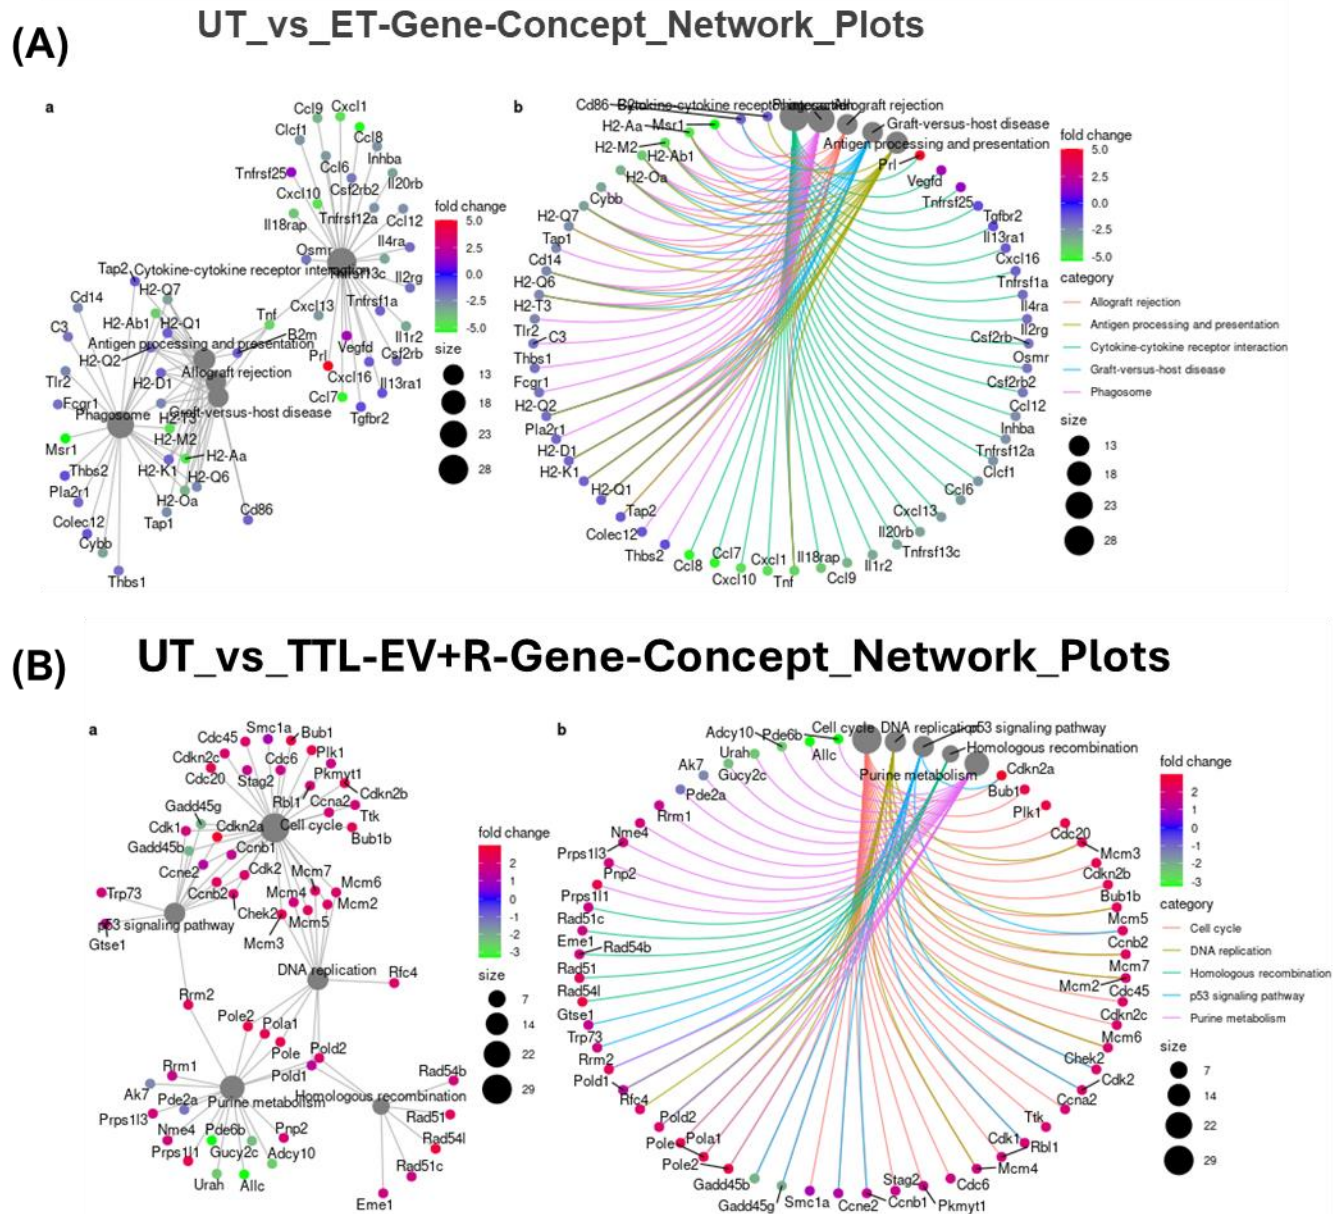 UT_vs_ET-Gene-Concept_Network_Plots
(A)
a
Ccl9 Cxcl1
Clcf1
Ccl8
Ccl6
Inhba
Tnfrsf25
Csf2rb2
Il20rb
Cxcl10
Tnfrsf12a
Ccl12
Il18rap
Osmr
Il4ra
Tap2
Cytokine-cytokine receptor interaction
Tnfrsf13c
Il2rg
H2-Q7
Cd14
Cxcl13
Tnfrsf1a
H2-Ab1
H2-Q1
Tnf
C3
B2m
Il1r2
Antigen processing and presentation
Vegfd
Csf2rb
H2-Q2
Prl
Tlr2
Allograft rejection
H2-D1
Cxcl16
Il13ra1
Fcgr1
Ccl7
Phagosome
H2-T3
Graft-versus-host disease
Tgfbr2
Msr1
H2-M2
H2-Aa
Thbs2
H2-K1
H2-Q6
Pla2r1
H2-Oa
Colec12
Tap1
Cd86
Cybb
Thbs1
fold change
5.0
2.5
0.0
-2.5
-5.0
size
13
18
23
28
b
Cd86
B2m
Cytokine-cytokine receptor interaction
Phagosome
Allograft rejection
H2-Aa
Msr1
Graft-versus-host disease
H2-M2
Antigen processing and presentation
H2-Ab1
Prl
H2-Oa
Vegfd
Cybb
Tnfrsf25
H2-Q7
Tgfbr2
Tap1
Il13ra1
Cd14
Cxcl16
H2-Q6
Tnfrsf1a
H2-T3
Il4ra
Tlr2
Il2rg
C3
Csf2rb
Thbs1
Osmr
Fcgr1
Csf2rb2
H2-Q2
Ccl12
Pla2r1
Inhba
H2-D1
Tnfrsf12a
H2-K1
Clcf1
H2-Q1
Ccl6
Tap2
Cxcl13
Colec12
Il20rb
Thbs2
Tnfrsf13c
Ccl8
Ccl7
Cxcl10
Cxcl1
Tnf
Il18rap
Ccl9
Il1r2
fold change
5.0
2.5
0.0
-2.5
-5.0
category
Allograft rejection
Antigen processing and presentation
Cytokine-cytokine receptor interaction
Graft-versus-host disease
Phagosome
size
13
18
23
28
UT_vs_TTL-EV+R-Gene-Concept_Network_Plots
(B)
a
Smc1a
Bub1
Cdc45
Cdkn2c
Cdc6
Plk1
Cdc20
Stag2
Pkmyt1
Rbl1
Ccna2
Cdkn2b
Gadd45g
Ttk
Cdk1
Cdkn2a
Cell cycle
Bub1b
Gadd45b
Ccnb1
Ccne2
Cdk2
Mcm7
Mcm6
Trp73
Ccnb2
Mcm4
Mcm2
Chek2
Mcm5
p53 signaling pathway
Gtse1
Mcm3
DNA replication
Rfc4
Rrm2
Pole2
Pola1
Pole
Pold2
Rrm1
Pold1
Rad54b
Ak7
Pde2a
Purine metabolism
Homologous recombination
Prps1l3
Nme4
Pde6b
Pnp2
Rad51
Prps1l1
Gucy2c
Adcy10
Rad54l
Urah
Allc
Rad51c
Eme1
fold change
2
1
0
-1
-2
-3
size
7
14
22
29
b
Adcy10
Pde6b
Cell cycle
DNA replication
p53 signaling pathway
Urah
Allc
Homologous recombination
Ak7
Gucy2c
Purine metabolism
Cdkn2a
Pde2a
Bub1
Rrm1
Plk1
Nme4
Cdc20
Prps1l3
Mcm3
Pnp2
Cdkn2b
Prps1l1
Bub1b
Rad51c
Mcm5
Eme1
Rad54b
Ccnb2
Rad51
Mcm7
Rad54l
Mcm2
Cdc45
Gtse1
Cdkn2c
Trp73
Mcm6
Rrm2
Chek2
Pold1
Cdk2
Rfc4
Ccna2
Pold2
Ttk
Pole
Pola1
Cdk1
Rbl1
Pole2
Mcm4
Gadd45b
Stag2
Cdc6
Gadd45g
Smc1a
Ccne2
Ccnb1
Pkmyt1
fold change
2
1
0
-1
-2
-3
category
Cell cycle
DNA replication
Homologous recombination
p53 signaling pathway
Purine metabolism
size
7
14
22
29